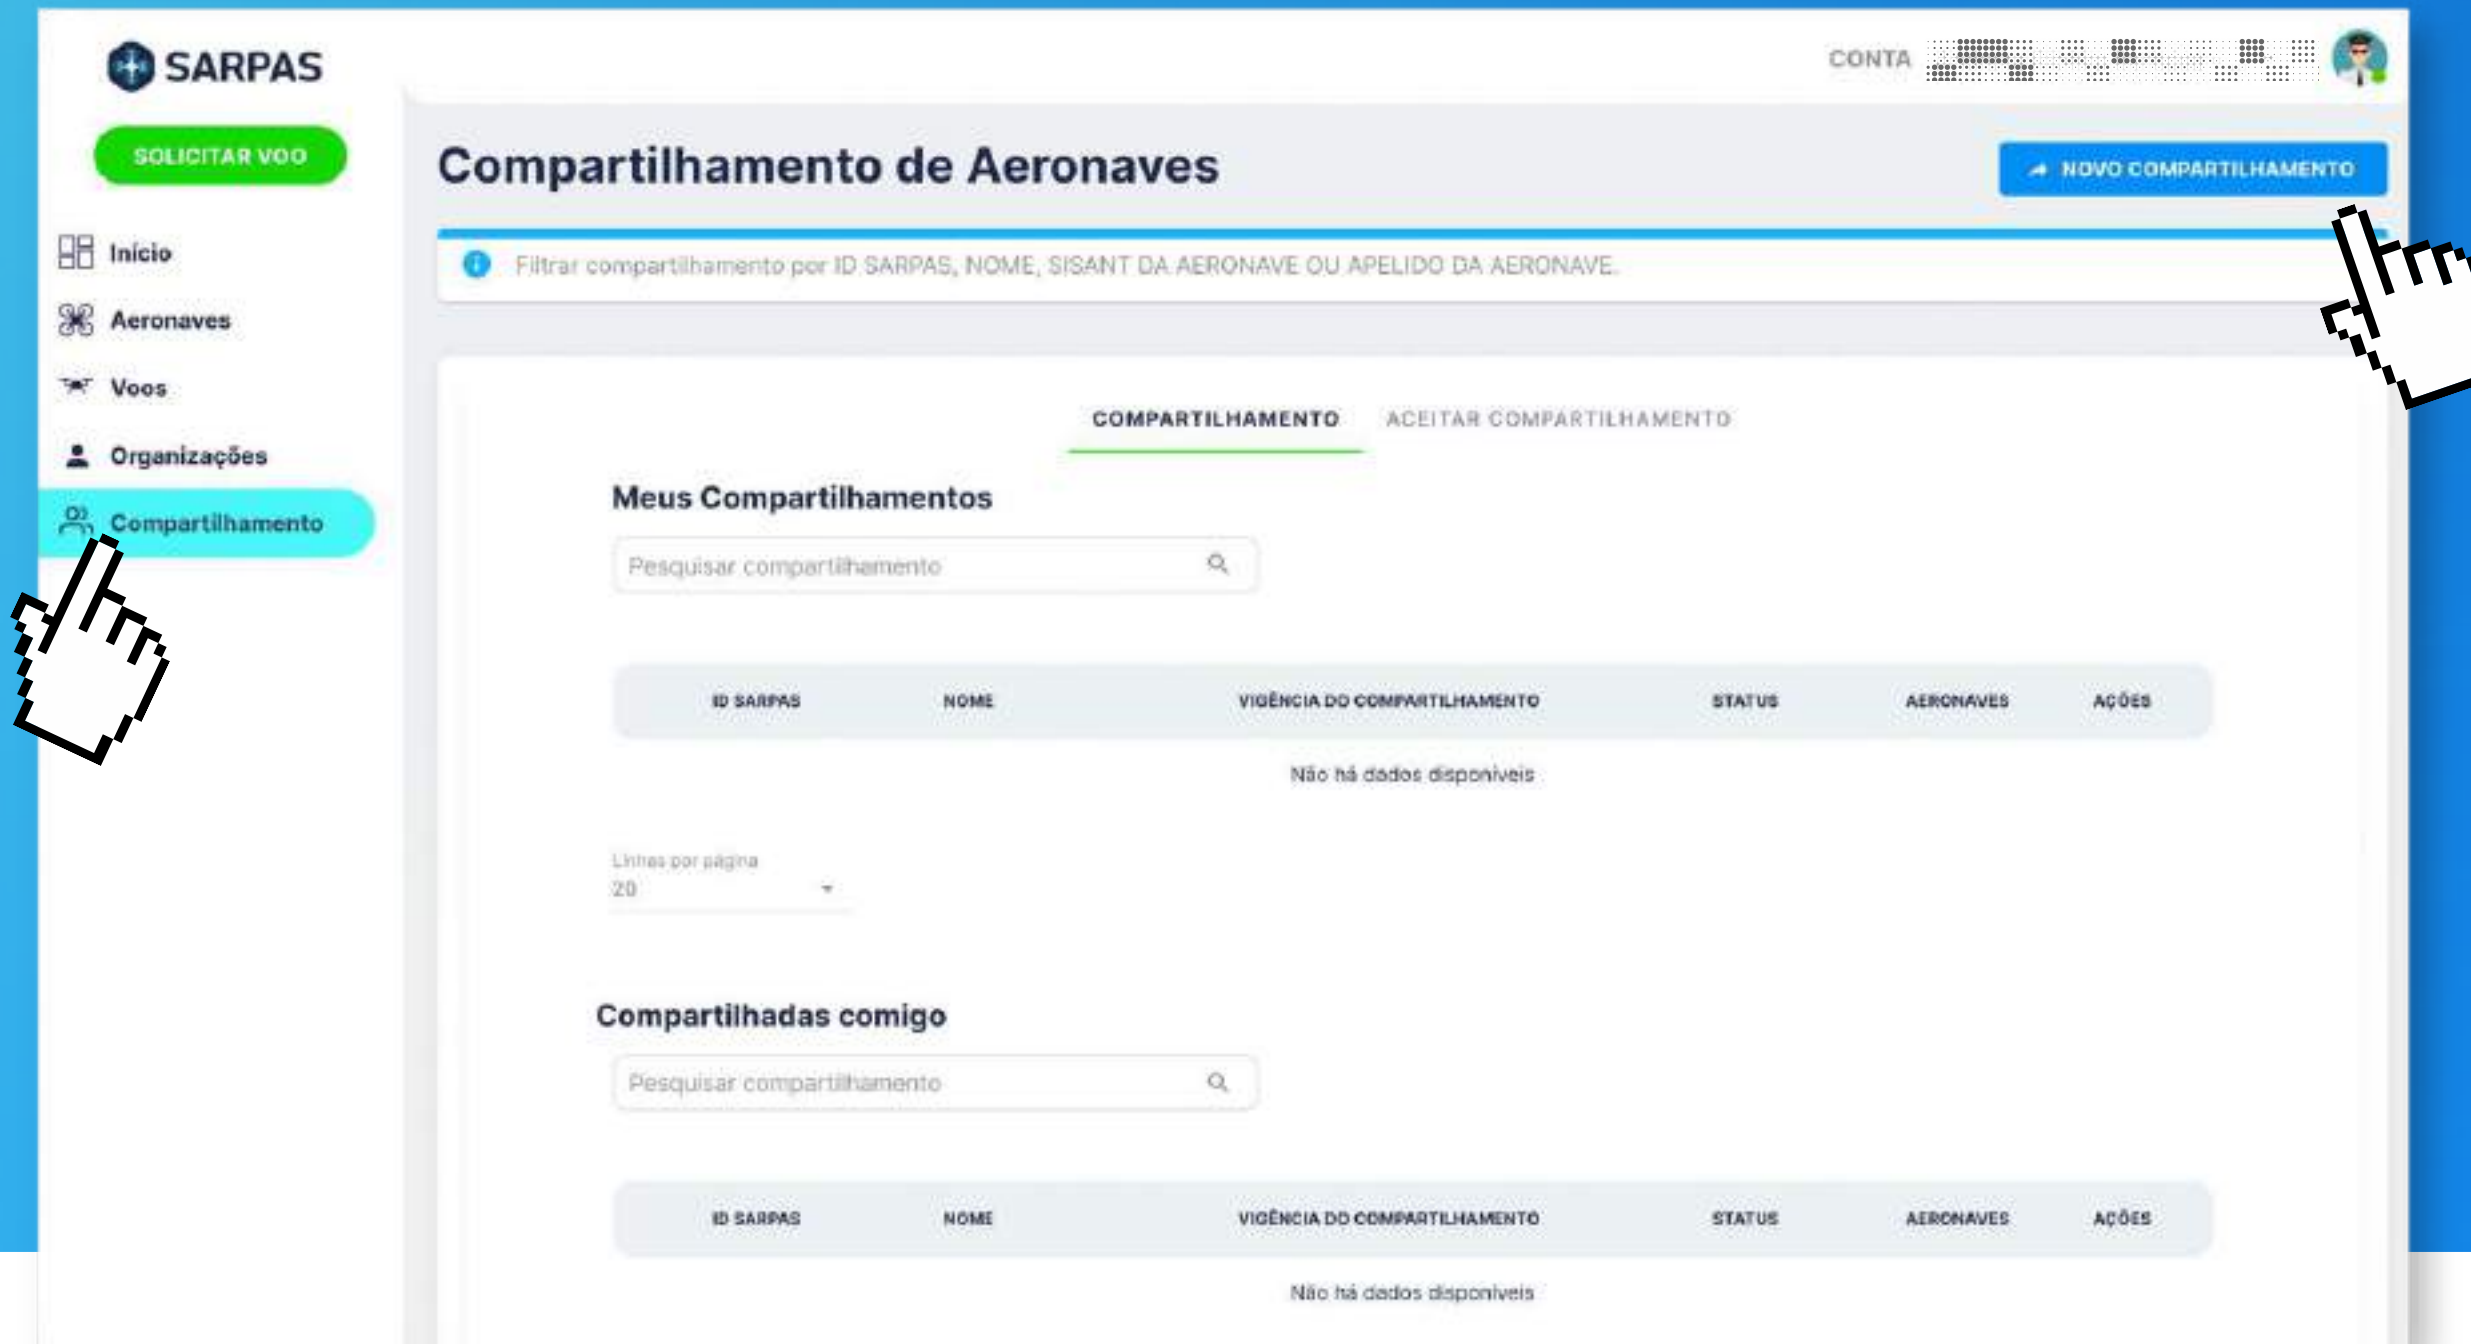 SARPAS
CONTA
SOLICITAR VOO
Compartilhamento de Aeronaves
NOVO COMPARTILHAMENTO
Início
Filtrar compartilhamento por ID SARPAS, NOME, SISANT DA AERONAVE OU APELIDO DA AERONAVE.
Aeronaves
Voos
Organizações
Compartilhamento
COMPARTILHAMENTO
ACEITAR COMPARTILHAMENTO
Meus Compartilhamentos
Pesquisar compartilhamento
ID SARPAS NOME VIGÊNCIA DO COMPARTILHAMENTO STATUS AERONAVES AÇÕES
Não há dados disponíveis
Linhas por página
20
Compartilhadas comigo
Pesquisar compartilhamento
ID SARPAS NOME VIGÊNCIA DO COMPARTILHAMENTO STATUS AERONAVES AÇÕES
Não há dados disponíveis